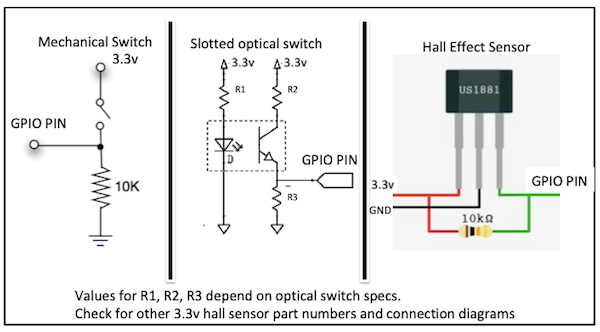 Mechanical Switch
3.3v
GPIO PIN
10K
Slotted optical switch
3.3v
3.3v
R1
R2
D
GPIO PIN
R3
Hall Effect Sensor
US1881
3.3v
GPIO PIN
GND
10kΩ
Values for R1, R2, R3 depend on optical switch specs.
Check for other 3.3v hall sensor part numbers and connection diagrams